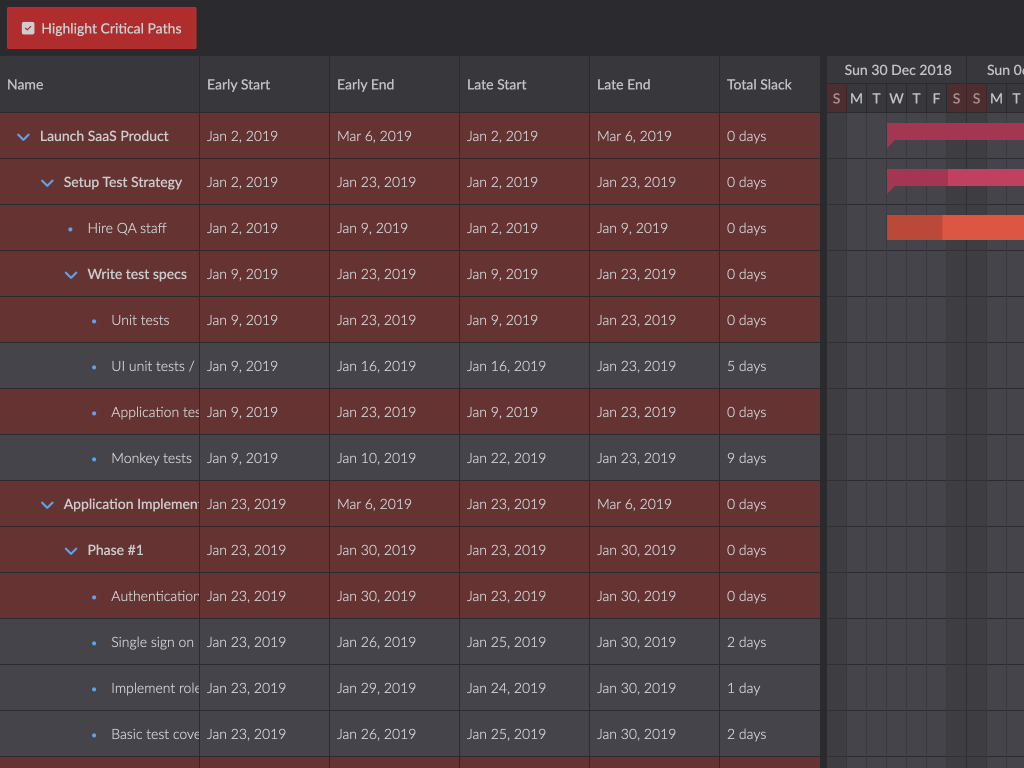 Highlight Critical Paths
Name Early Start Early End Late Start Late End Total Slack Sun 30 Dec 2018 Sun
S M T W T F S S M T
Launch SaaS Product Jan 2, 2019 Mar 6, 2019 Jan 2, 2019 Mar 6, 2019 0 days
Setup Test Strategy Jan 2, 2019 Jan 23, 2019 Jan 2, 2019 Jan 23, 2019 0 days
Hire QA staff Jan 2, 2019 Jan 9, 2019 Jan 2, 2019 Jan 9, 2019 0 days
Write test specs Jan 9, 2019 Jan 23, 2019 Jan 9, 2019 Jan 23, 2019 0 days
Unit tests Jan 9, 2019 Jan 23, 2019 Jan 9, 2019 Jan 23, 2019 0 days
UI unit tests / Jan 9, 2019 Jan 16, 2019 Jan 16, 2019 Jan 23, 2019 5 days
Application tes Jan 9, 2019 Jan 23, 2019 Jan 9, 2019 Jan 23, 2019 0 days
Monkey tests Jan 9, 2019 Jan 10, 2019 Jan 22, 2019 Jan 23, 2019 9 days
Application Implemen Jan 23, 2019 Mar 6, 2019 Jan 23, 2019 Mar 6, 2019 0 days
Phase #1 Jan 23, 2019 Jan 30, 2019 Jan 23, 2019 Jan 30, 2019 0 days
Authentication Jan 23, 2019 Jan 30, 2019 Jan 23, 2019 Jan 30, 2019 0 days
Single sign on Jan 23, 2019 Jan 26, 2019 Jan 25, 2019 Jan 30, 2019 2 days
Implement role Jan 23, 2019 Jan 29, 2019 Jan 24, 2019 Jan 30, 2019 1 day
Basic test cove Jan 23, 2019 Jan 26, 2019 Jan 25, 2019 Jan 30, 2019 2 days